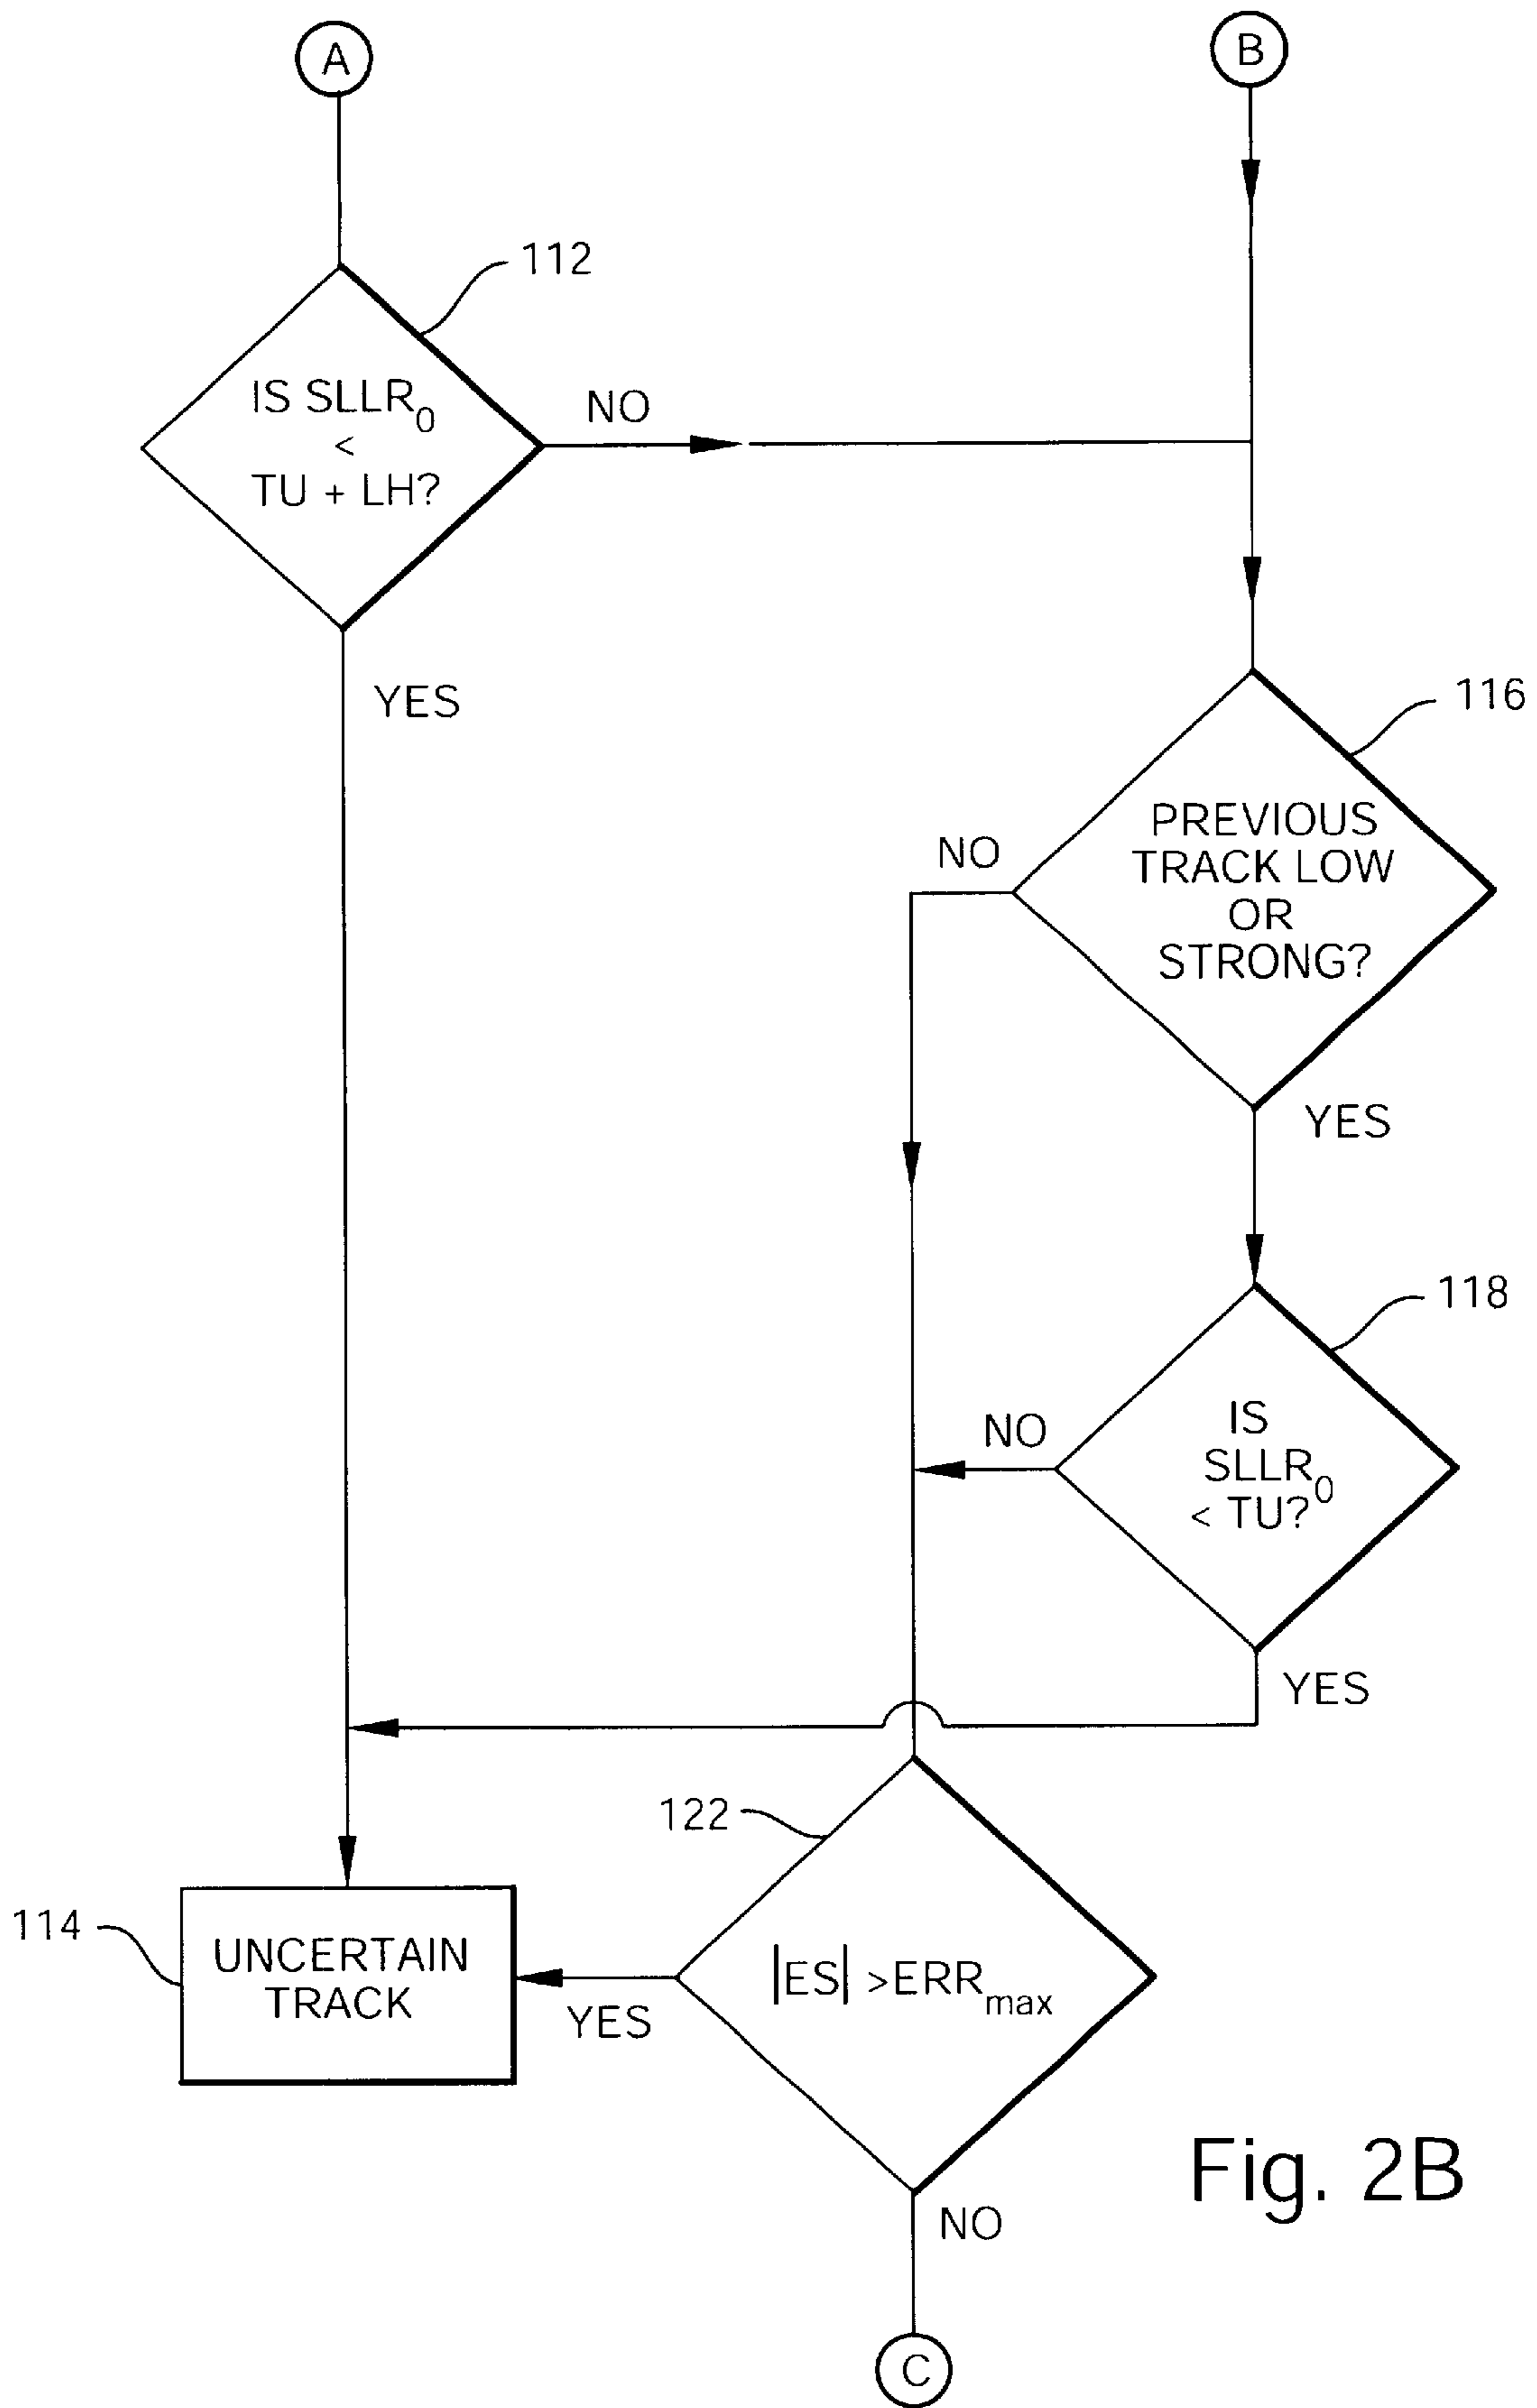 A
B
112
IS SLLR₀
<
TU + LH?
NO
YES
116
PREVIOUS
TRACK LOW
OR
STRONG?
NO
YES
118
IS
SLLR₀
< TU?
NO
YES
122
114
UNCERTAIN
TRACK
|ES| >ERRmax
YES
NO
Fig. 2B
C